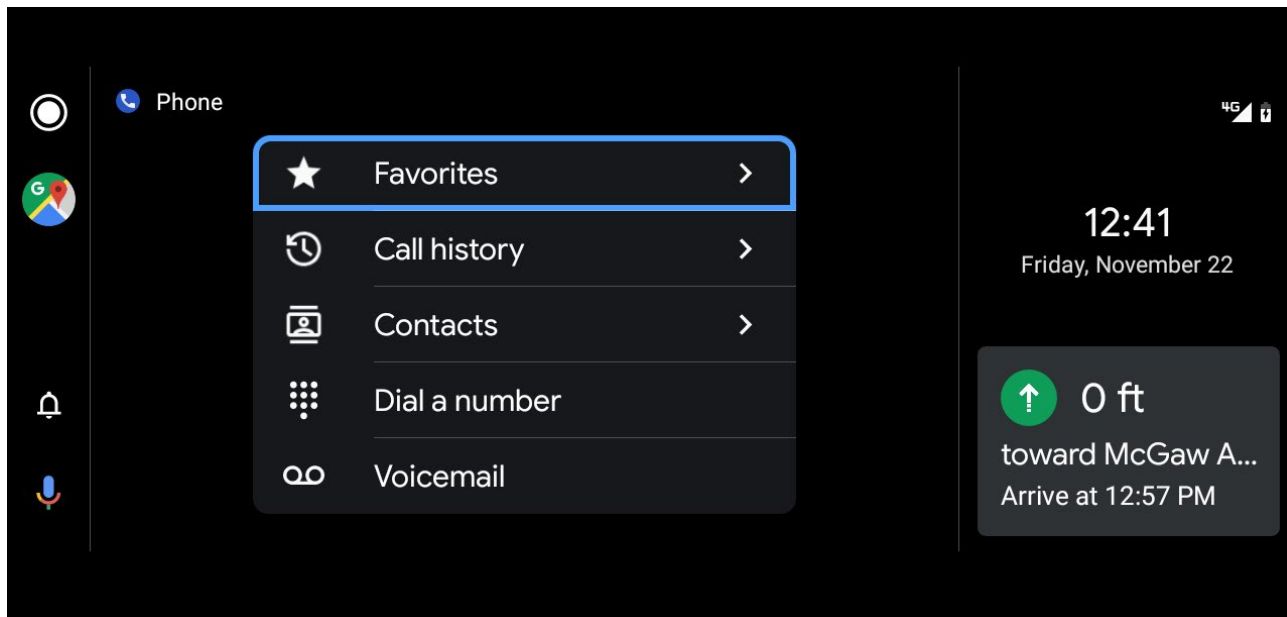 Phone
Favorites
Call history
Contacts
Dial a number
Voicemail
4G
12:41
Friday, November 22
0 ft
toward McGaw A...
Arrive at 12:57 PM
G